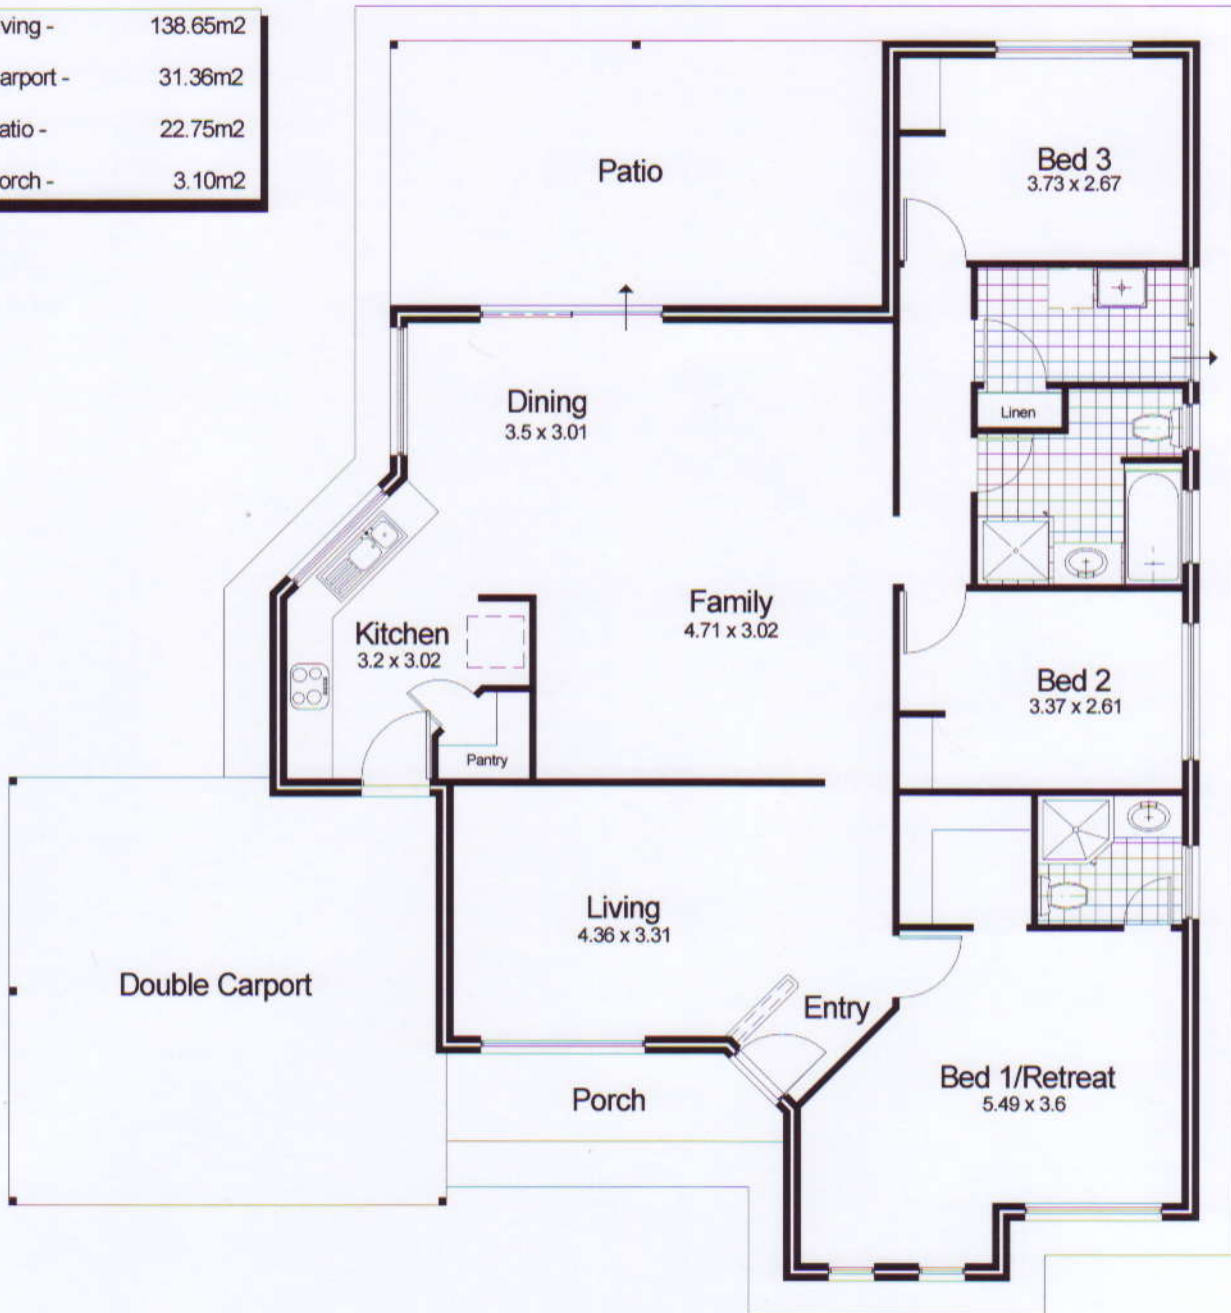 ving - 138.65m2
arport - 31.36m2
atio - 22.75m2
orch - 3.10m2
Patio
Bed 3
3.73 x 2.67
Dining
3.5 x 3.01
Linen
Family
4.71 x 3.02
Kitchen
3.2 x 3.02
Bed 2
3.37 x 2.61
Pantry
Living
4.36 x 3.31
Double Carport
Entry
Bed 1/Retreat
5.49 x 3.6
Porch